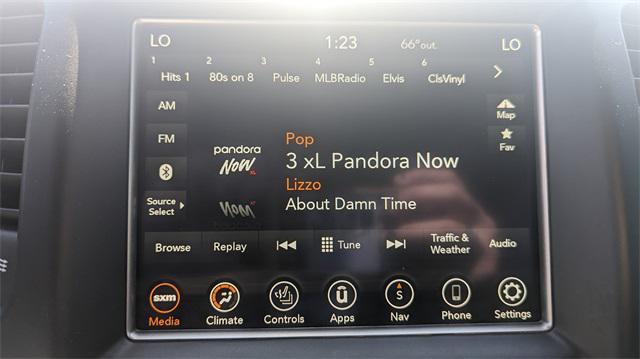 LO 1:23 66° out. LO
1 2 3 4 5 6
Hits 1 80s on 8 Pulse MLBRadio Elvis ClsVinyl
AM
Map
FM
Fav
pandora
NOW XL
Pop
3 xL Pandora Now
Lizzo
About Damn Time
Source
Select
Browse Replay Tune Traffic & Audio
Weather
sxm
Media Climate Controls Apps Nav Phone Settings
S